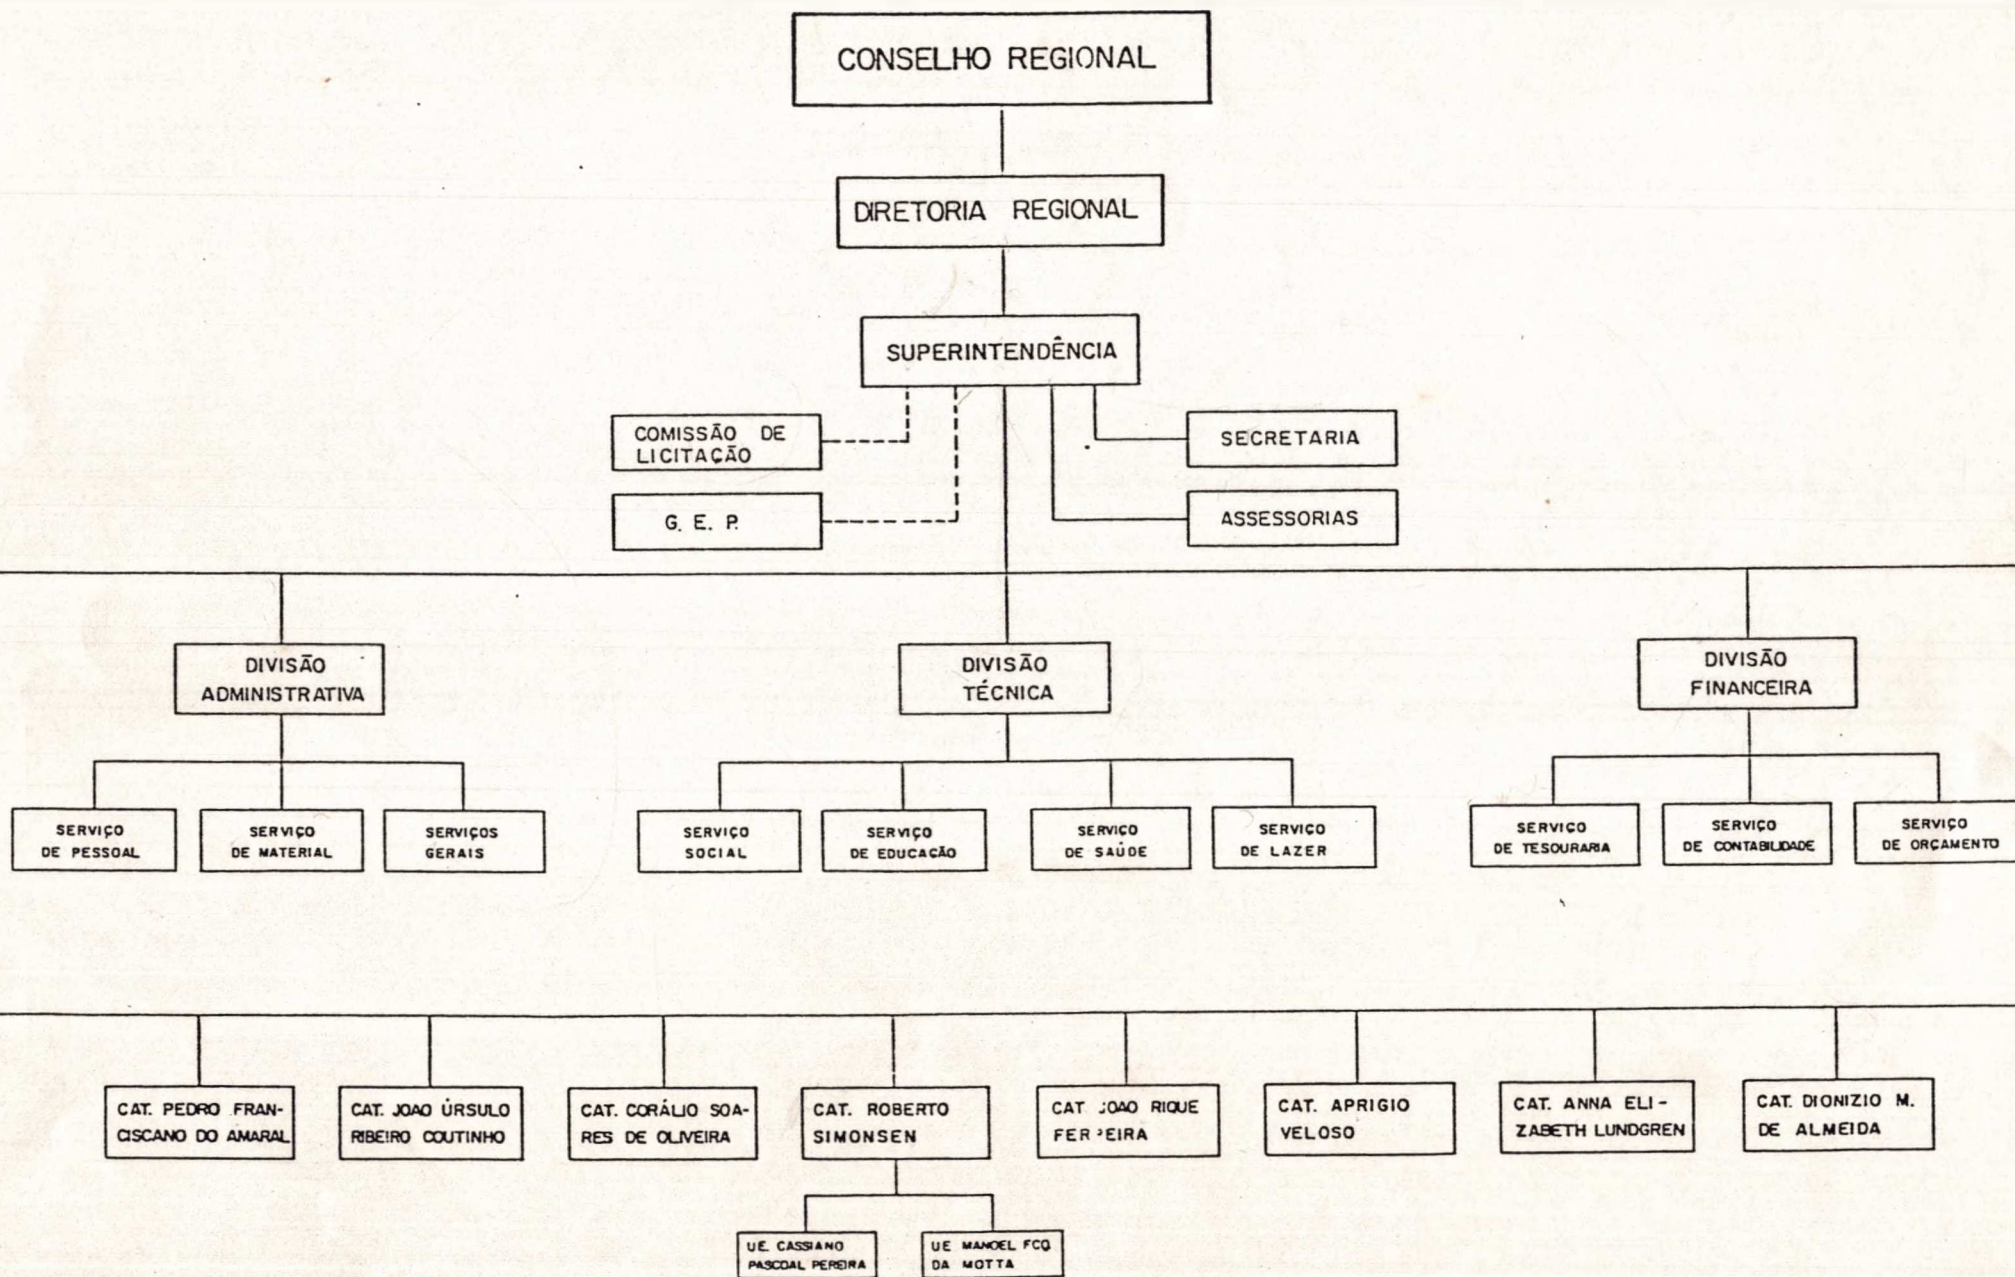 CONSELHO REGIONAL
DIRETORIA REGIONAL
SUPERINTENDÊNCIA
COMISSÃO DE
LICITAÇÃO
SECRETARIA
G. E. P.
ASSESSORIAS
DIVISÃO
ADMINISTRATIVA
DIVISÃO
TÉCNICA
DIVISÃO
FINANCEIRA
SERVIÇO
DE PESSOAL
SERVIÇO
DE MATERIAL
SERVIÇOS
GERAIS
SERVIÇO
SOCIAL
SERVIÇO
DE EDUCAÇÃO
SERVIÇO
DE SAÚDE
SERVIÇO
DE LAZER
SERVIÇO
DE TESOURARIA
SERVIÇO
DE CONTABILIDADE
SERVIÇO
DE ORÇAMENTO
CAT. PEDRO FRAN-
CISCANO DO AMARAL
CAT. JOAO ÚRSULO
RIBEIRO COUTINHO
CAT. CORÁLIO SOA-
RES DE OLIVEIRA
CAT. ROBERTO
SIMONSEN
CAT JOAO RIQUE
FERREIRA
CAT. APRIGIO
VELOSO
CAT. ANNA ELI-
ZABETH LUNDGREN
CAT. DIONIZIO M.
DE ALMEIDA
UE. CASSIANO
PASCOAL PEREIRA
UE MANOEL FCO
DA MOTTA